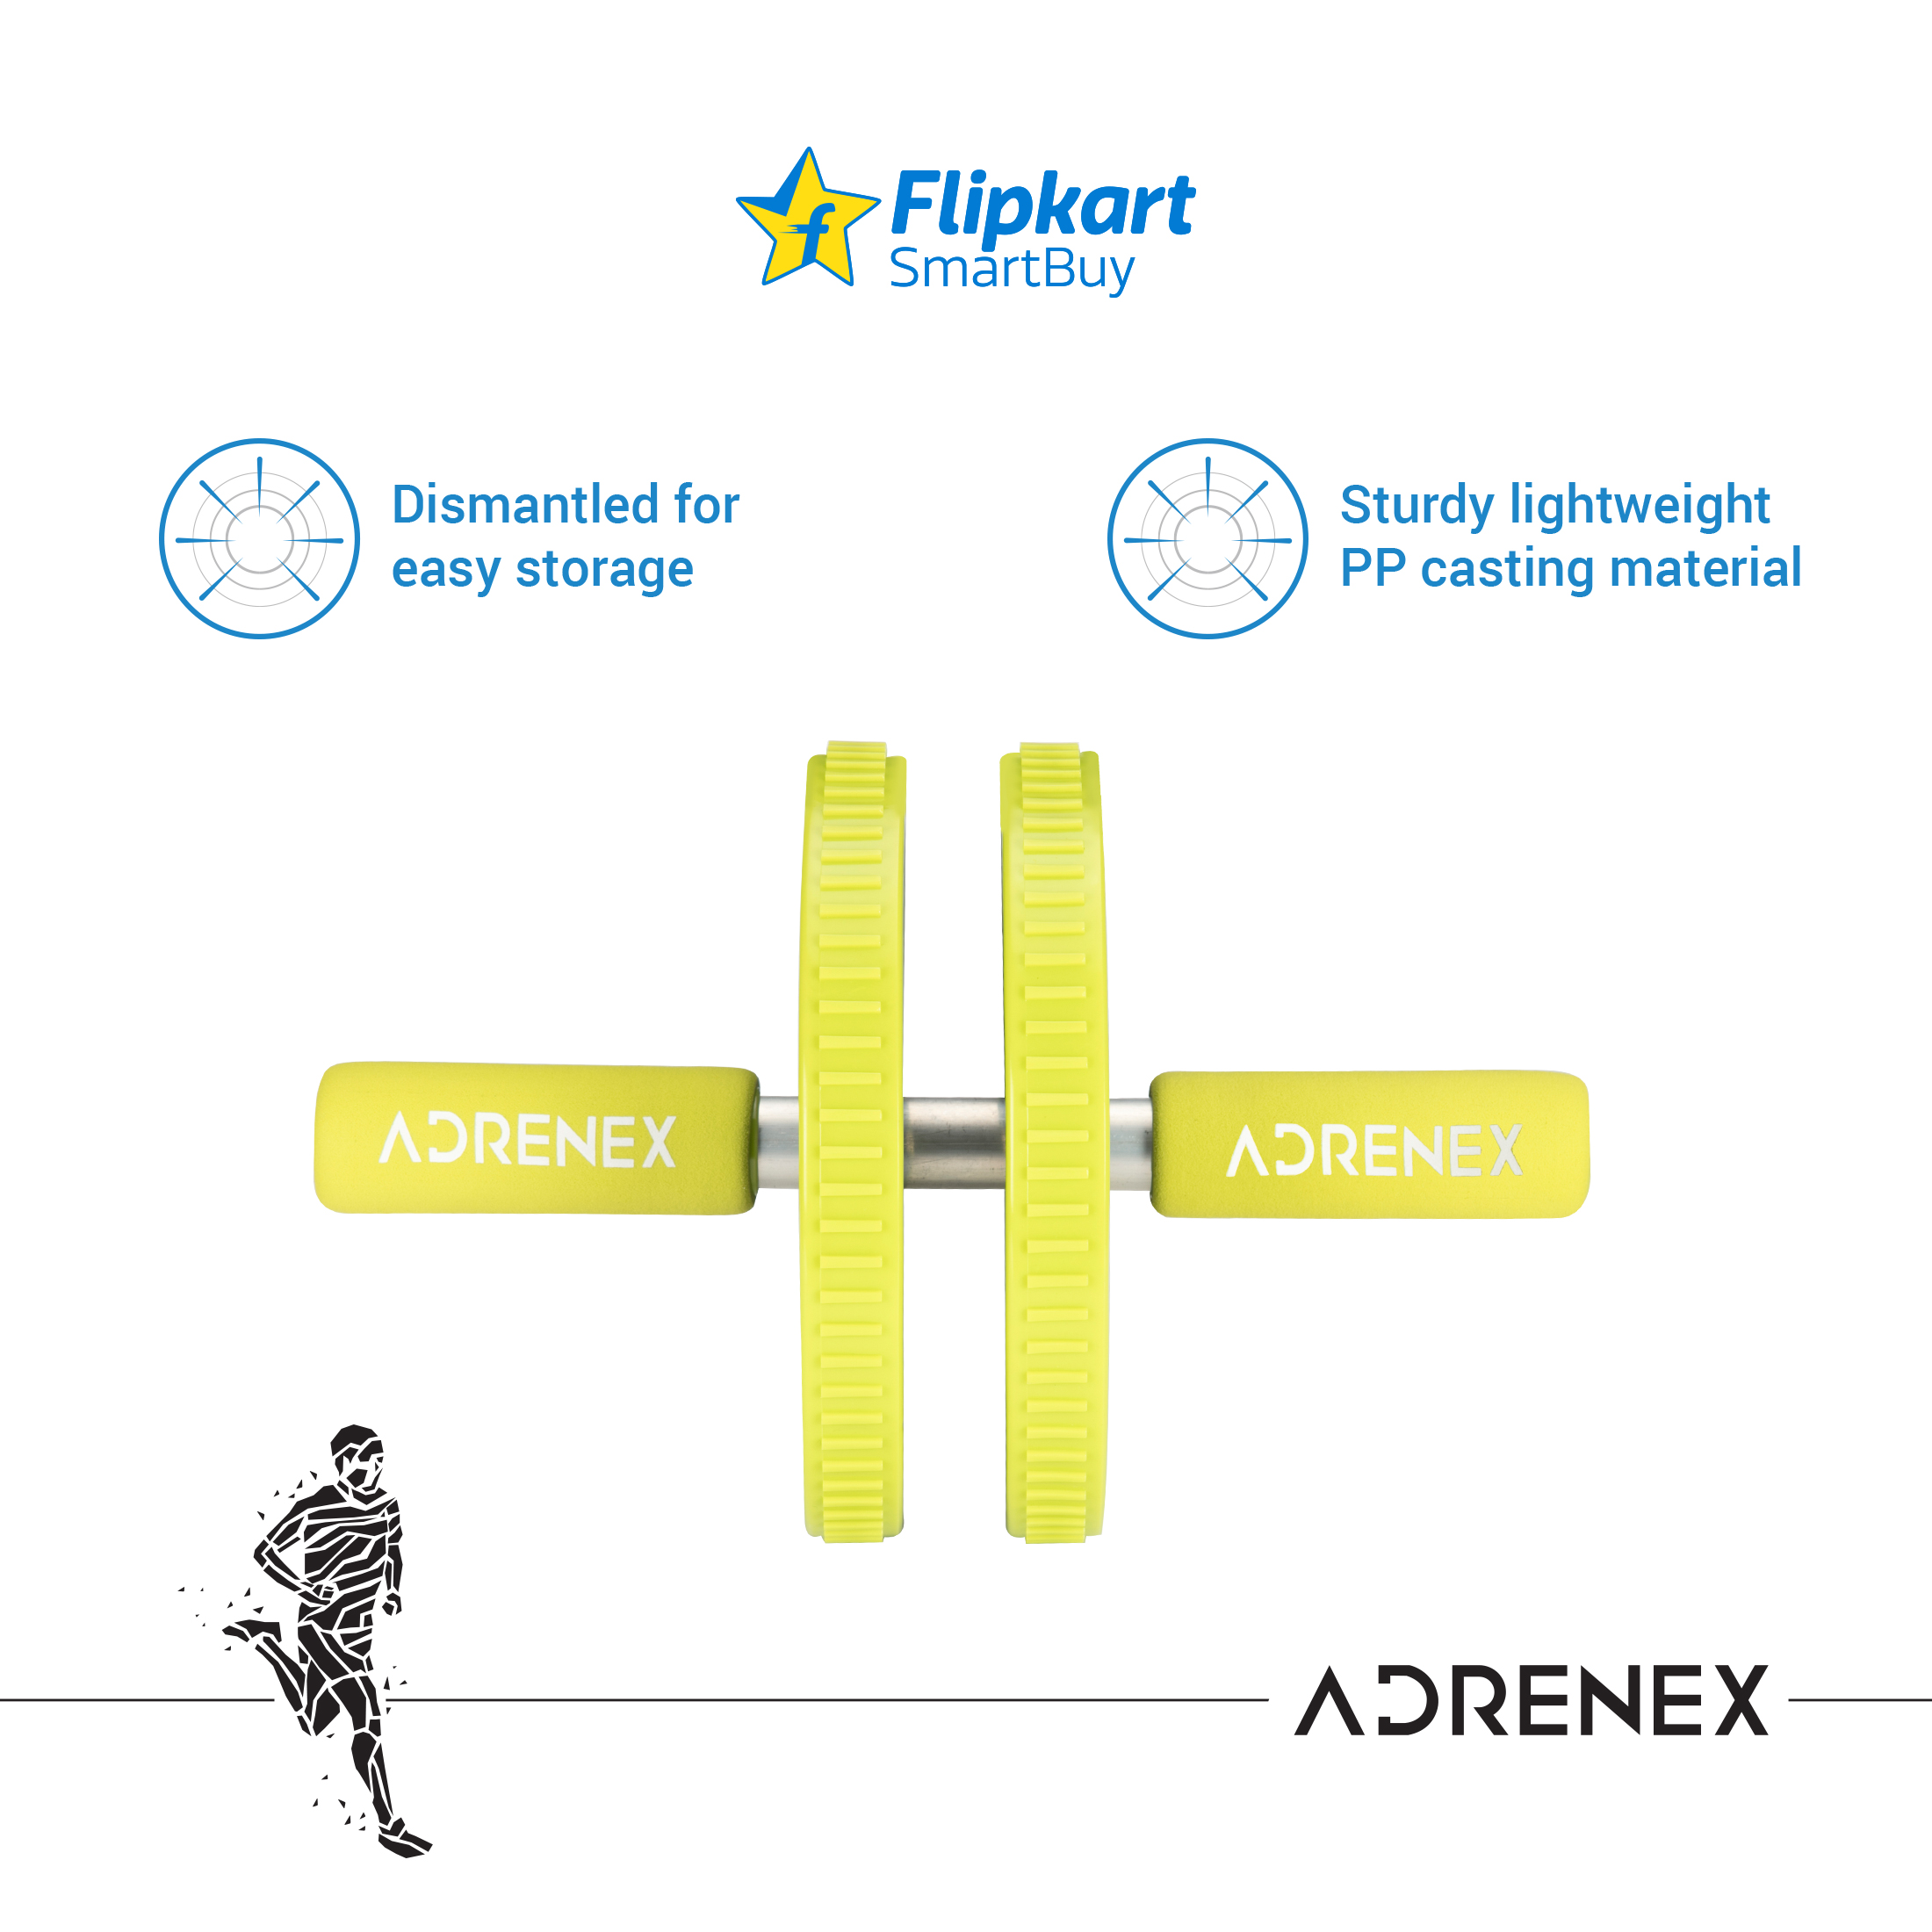 Flipkart
SmartBuy
Dismantled for
easy storage
Sturdy lightweight
PP casting material
ADRENEX
ADRENEX
ADRENEX